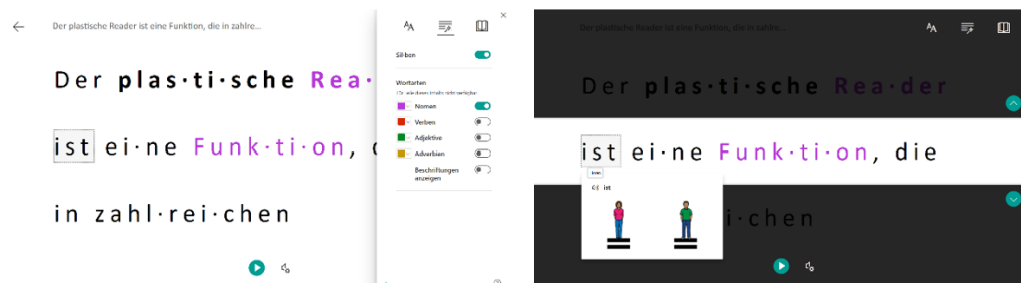 Der plastische Reader ist eine Funktion, die in zahlre...
Der plas·ti·sche Rea·
ist ei·ne Funk·ti·on,
in zahl·rei·chen
Silben
Wortarten
Nomen
Verben
Adjektive
Adverbien
Beschriftungen
anzeigen
Der plastische Reader ist eine Funktion, die in zahlre...
Der plas·ti·sche Rea·der
ist ei·ne Funk·ti·on, die
ist
i·chen